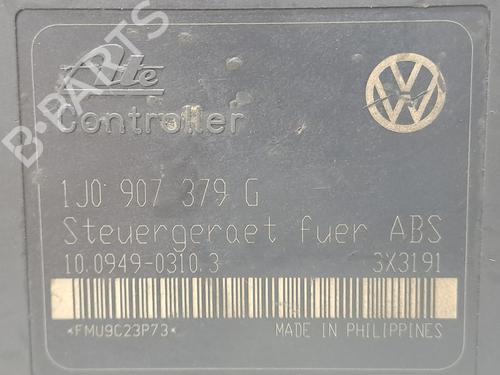 Ate
Controller
1J0 907 379 G
Steuergeraet fuer ABS
10.0949-0310.3 3X3191
*FMU9C23P73* MADE IN PHILIPPINES
B-PARTS